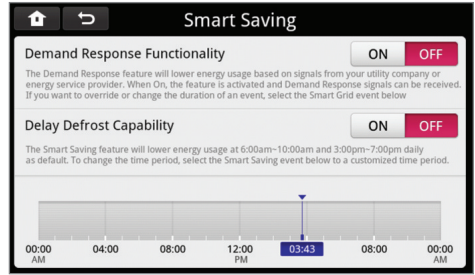 Smart Saving
Demand Response Functionality ON OFF
The Demand Response feature will lower energy usage based on signals from your utility company or
energy service provider. When On, the feature is activated and Demand Response signals can be received.
If you want to override or change the duration of an event, select the Smart Grid event below
Delay Defrost Capability ON OFF
The Smart Saving feature will lower energy usage at 6:00am~10:00am and 3:00pm~7:00pm daily
as default. To change the time period, select the Smart Saving event below to a customized time period.
00:00 04:00 08:00 12:00 03:43 08:00 00:00
AM PM AM